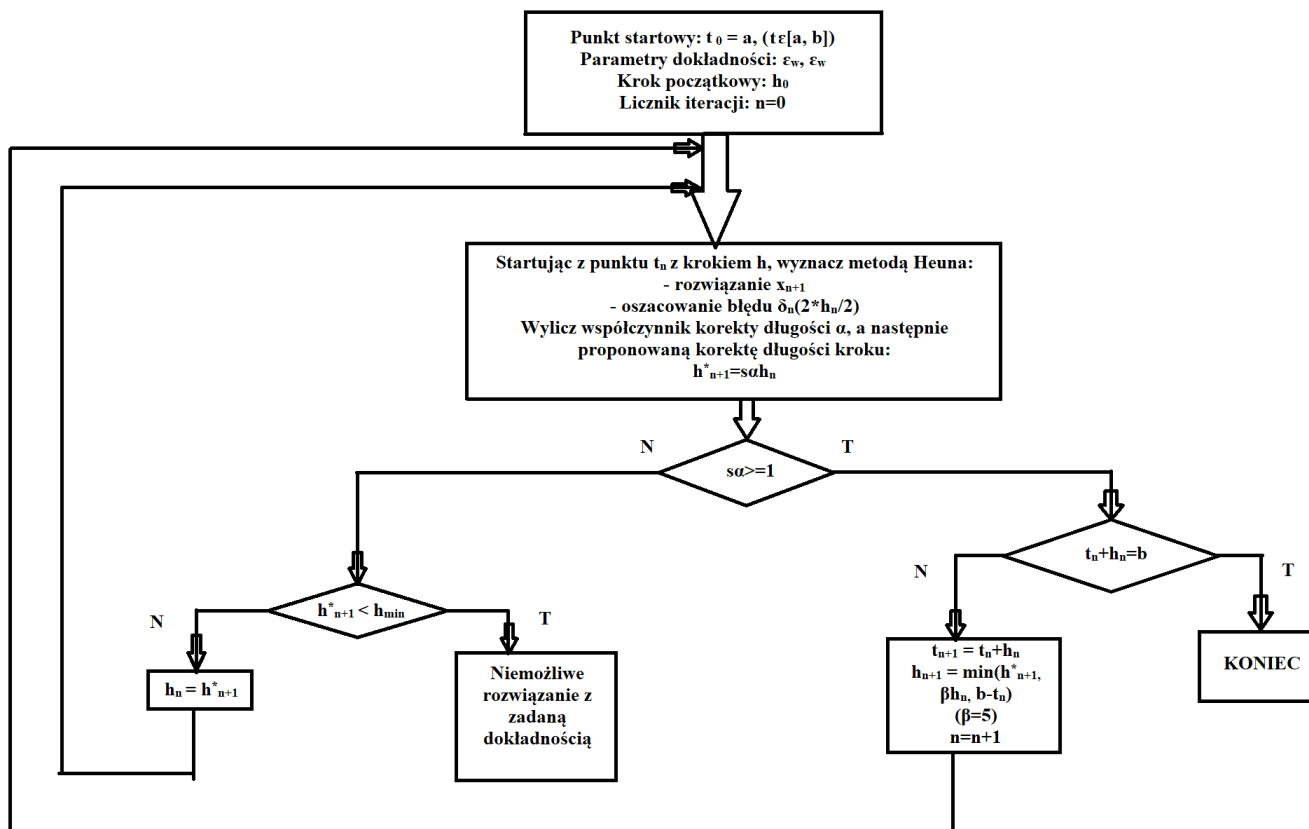 Punkt startowy: t₀ = a, (tε[a, b])
Parametry dokładności: εw, εw
Krok początkowy: h₀
Licznik iteracji: n=0
Startując z punktu tₙ z krokiem h, wyznacz metodą Heuna:
- rozwiązanie xₙ₊₁
- oszacowanie błędu δₙ(2*hₙ/2)
Wylicz współczynnik korekty długości α, a następnie
proponowaną korektę długości kroku:
h*ₙ₊₁=sαhₙ
N
T
sα>=1
tₙ+hₙ=b
N
T
h*ₙ₊₁ < hmin
N
T
hₙ = h*ₙ₊₁
Niemożliwe
rozwiązanie z
zadaną
dokładnością
tₙ₊₁ = tₙ+hₙ
hₙ₊₁ = min(h*ₙ₊₁,
βhₙ, b-tₙ)
(β=5)
n=n+1
KONIEC